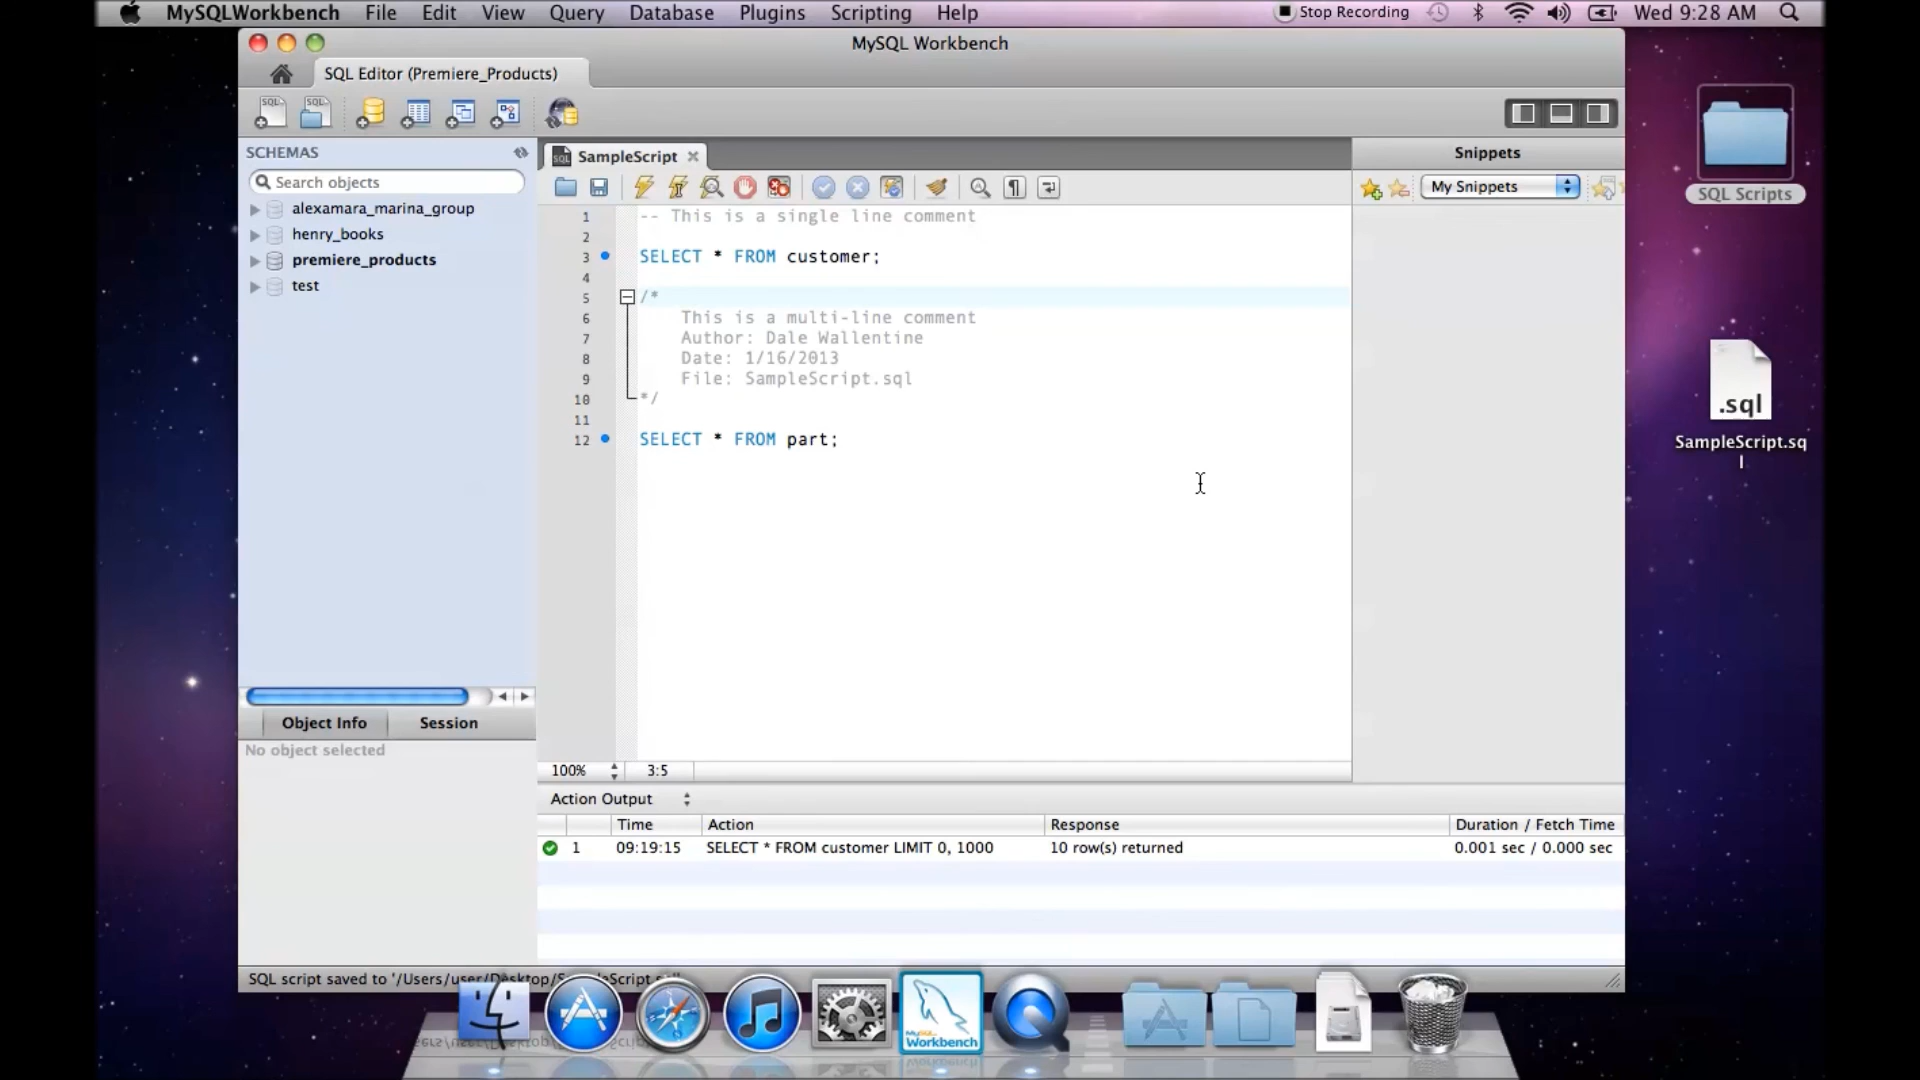 MySQLWorkbench File Edit View Query Database Plugins Scripting Help Stop Recording Wed 9:28 AM
MySQL Workbench
SQL Editor (Premiere_Products)
SCHEMAS
Search objects
alexamara_marina_group
henry_books
premiere_products
test
Object Info Session
No object selected
SampleScript
1 -- This is a single line comment
2
3 SELECT * FROM customer;
4
5 /*
6 This is a multi-line comment
7 Author: Dale Wallentine
8 Date: 1/16/2013
9 File: SampleScript.sql
10 */
11
12 SELECT * FROM part;
100% 3:5
Snippets
My Snippets
Action Output
Time Action Response Duration / Fetch Time
1 09:19:15 SELECT * FROM customer LIMIT 0, 1000 10 row(s) returned 0.001 sec / 0.000 sec
SQL script saved to '/Users/user/Desktop/
SQL Scripts
.sql
SampleScript.sq
l
MySQL
Workbench